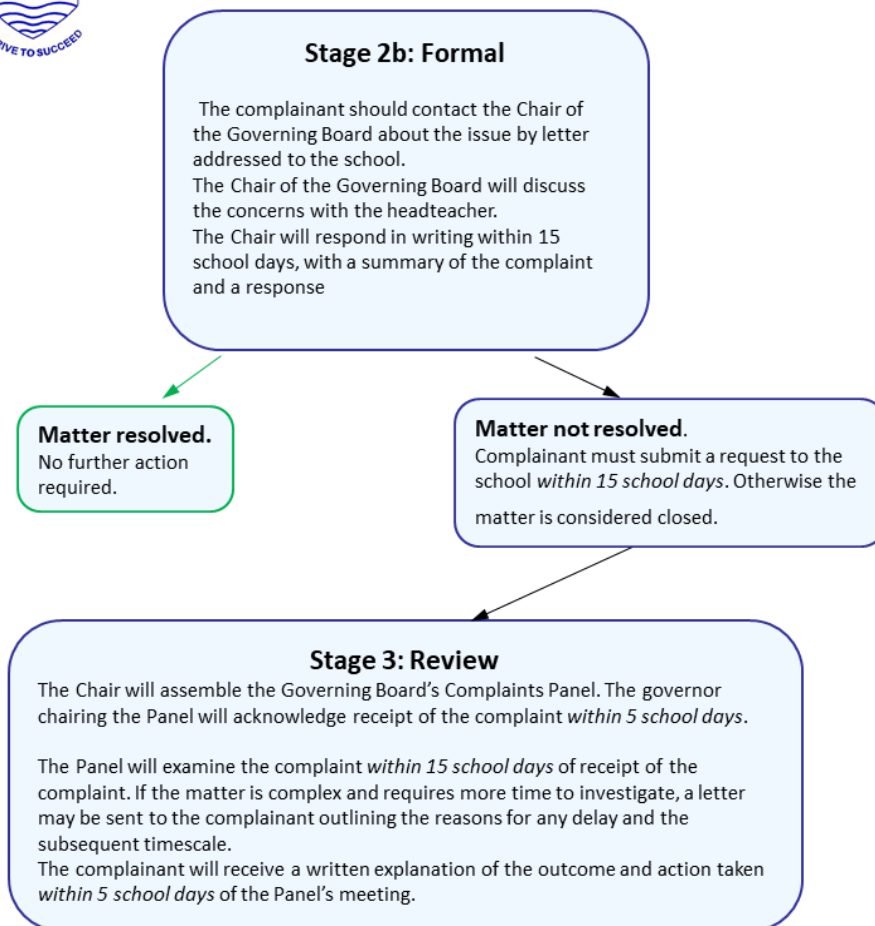 IVE TO SUCCEED
Stage 2b: Formal
The complainant should contact the Chair of
the Governing Board about the issue by letter
addressed to the school.
The Chair of the Governing Board will discuss
the concerns with the headteacher.
The Chair will respond in writing within 15
school days, with a summary of the complaint
and a response
Matter resolved.
No further action
required.
Matter not resolved.
Complainant must submit a request to the
school within 15 school days. Otherwise the
matter is considered closed.
Stage 3: Review
The Chair will assemble the Governing Board’s Complaints Panel. The governor
chairing the Panel will acknowledge receipt of the complaint within 5 school days.
The Panel will examine the complaint within 15 school days of receipt of the
complaint. If the matter is complex and requires more time to investigate, a letter
may be sent to the complainant outlining the reasons for any delay and the
subsequent timescale.
The complainant will receive a written explanation of the outcome and action taken
within 5 school days of the Panel’s meeting.